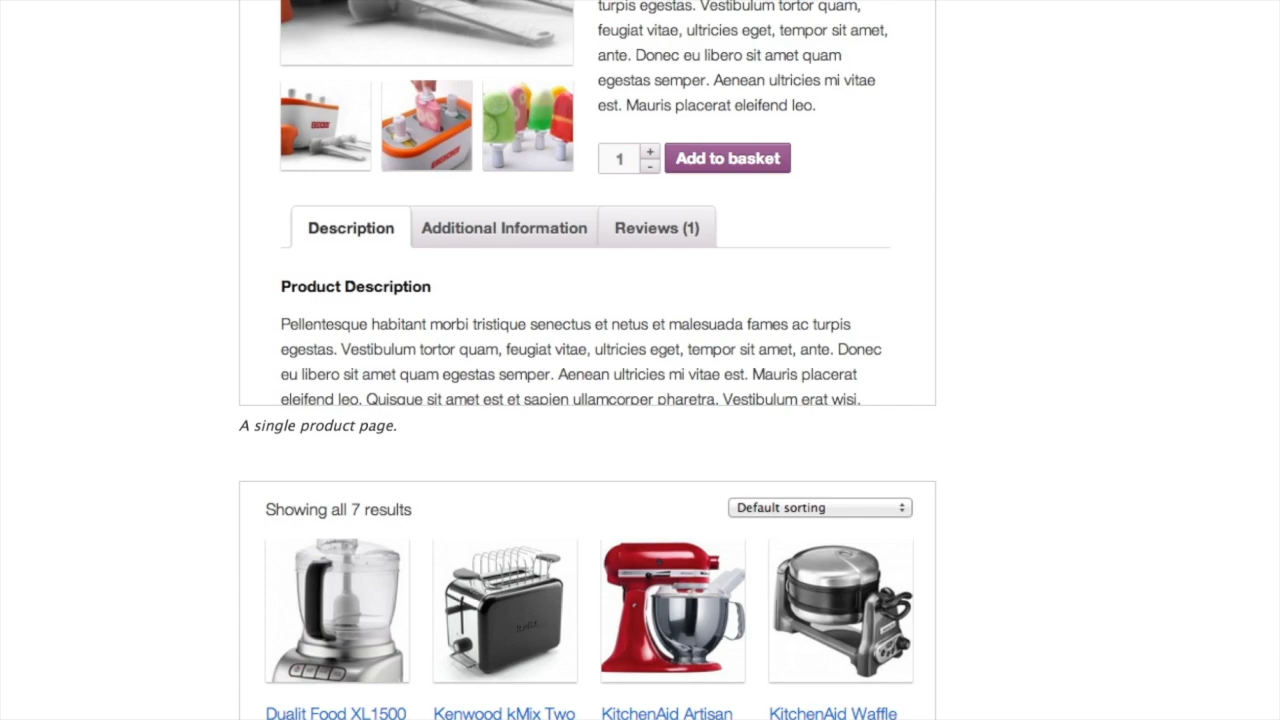 turpis egestas. Vestibulum tortor quam,
feugiat vitae, ultricies eget, tempor sit amet,
ante. Donec eu libero sit amet quam
egestas semper. Aenean ultricies mi vitae
est. Mauris placerat eleifend leo.
1 + -
Add to basket
Description Additional Information Reviews (1)
Product Description
Pellentesque habitant morbi tristique senectus et netus et malesuada fames ac turpis
egestas. Vestibulum tortor quam, feugiat vitae, ultricies eget, tempor sit amet, ante. Donec
eu libero sit amet quam egestas semper. Aenean ultricies mi vitae est. Mauris placerat
eleifend leo. Quisque sit amet est et sapien ullamcorper pharetra. Vestibulum erat wisi,
A single product page.
Showing all 7 results
Default sorting
Dualit Food XL1500 Kenwood kMix Two KitchenAid Artisan KitchenAid Waffle